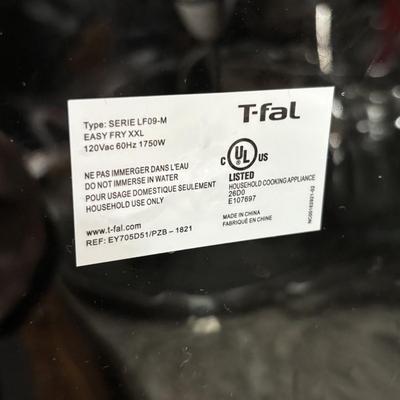 T-fal
Type: SERIE LF09-M
EASY FRY XXL
120Vac 60Hz 1750W
NE PAS IMMERGER DANS L'EAU
DO NOT IMMERSE IN WATER
POUR USAGE DOMESTIQUE SEULEMENT
HOUSEHOLD USE ONLY
www.t-fal.com
REF: EY705D51/PZB - 1821
C UL US
®
LISTED
HOUSEHOLD COOKING APPLIANCE
26D0
E107697
MADE IN CHINA
FABRIQUÉ EN CHINE